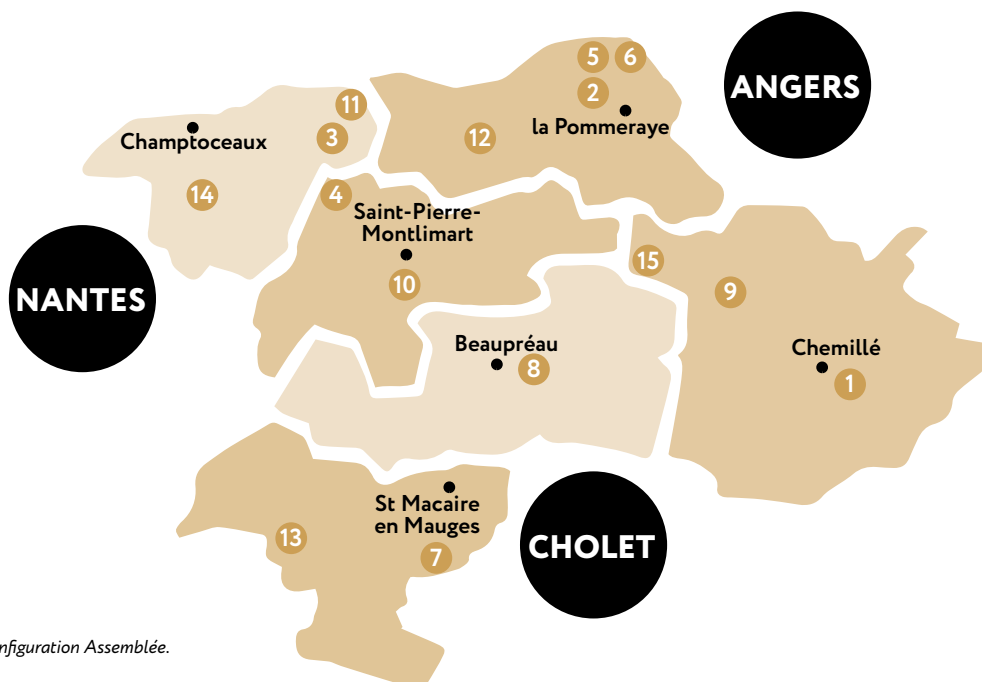 5
6
ANGERS
2
11
la Pommeraye
Champtoceaux
3
12
14
4
Saint-Pierre-
Montlimart
15
10
9
NANTES
Beaupréau
8
Chemillé
1
St Macaire
en Mauges
13
7
CHOLET
nfiguration Assemblée.